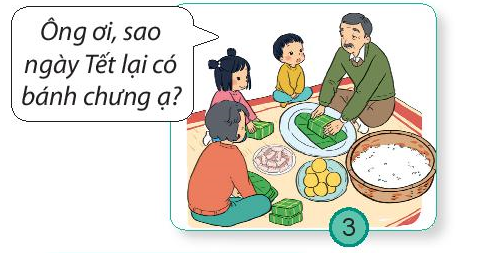 Ông ơi, sao
ngày Tết lại có
bánh chưng ạ?
3